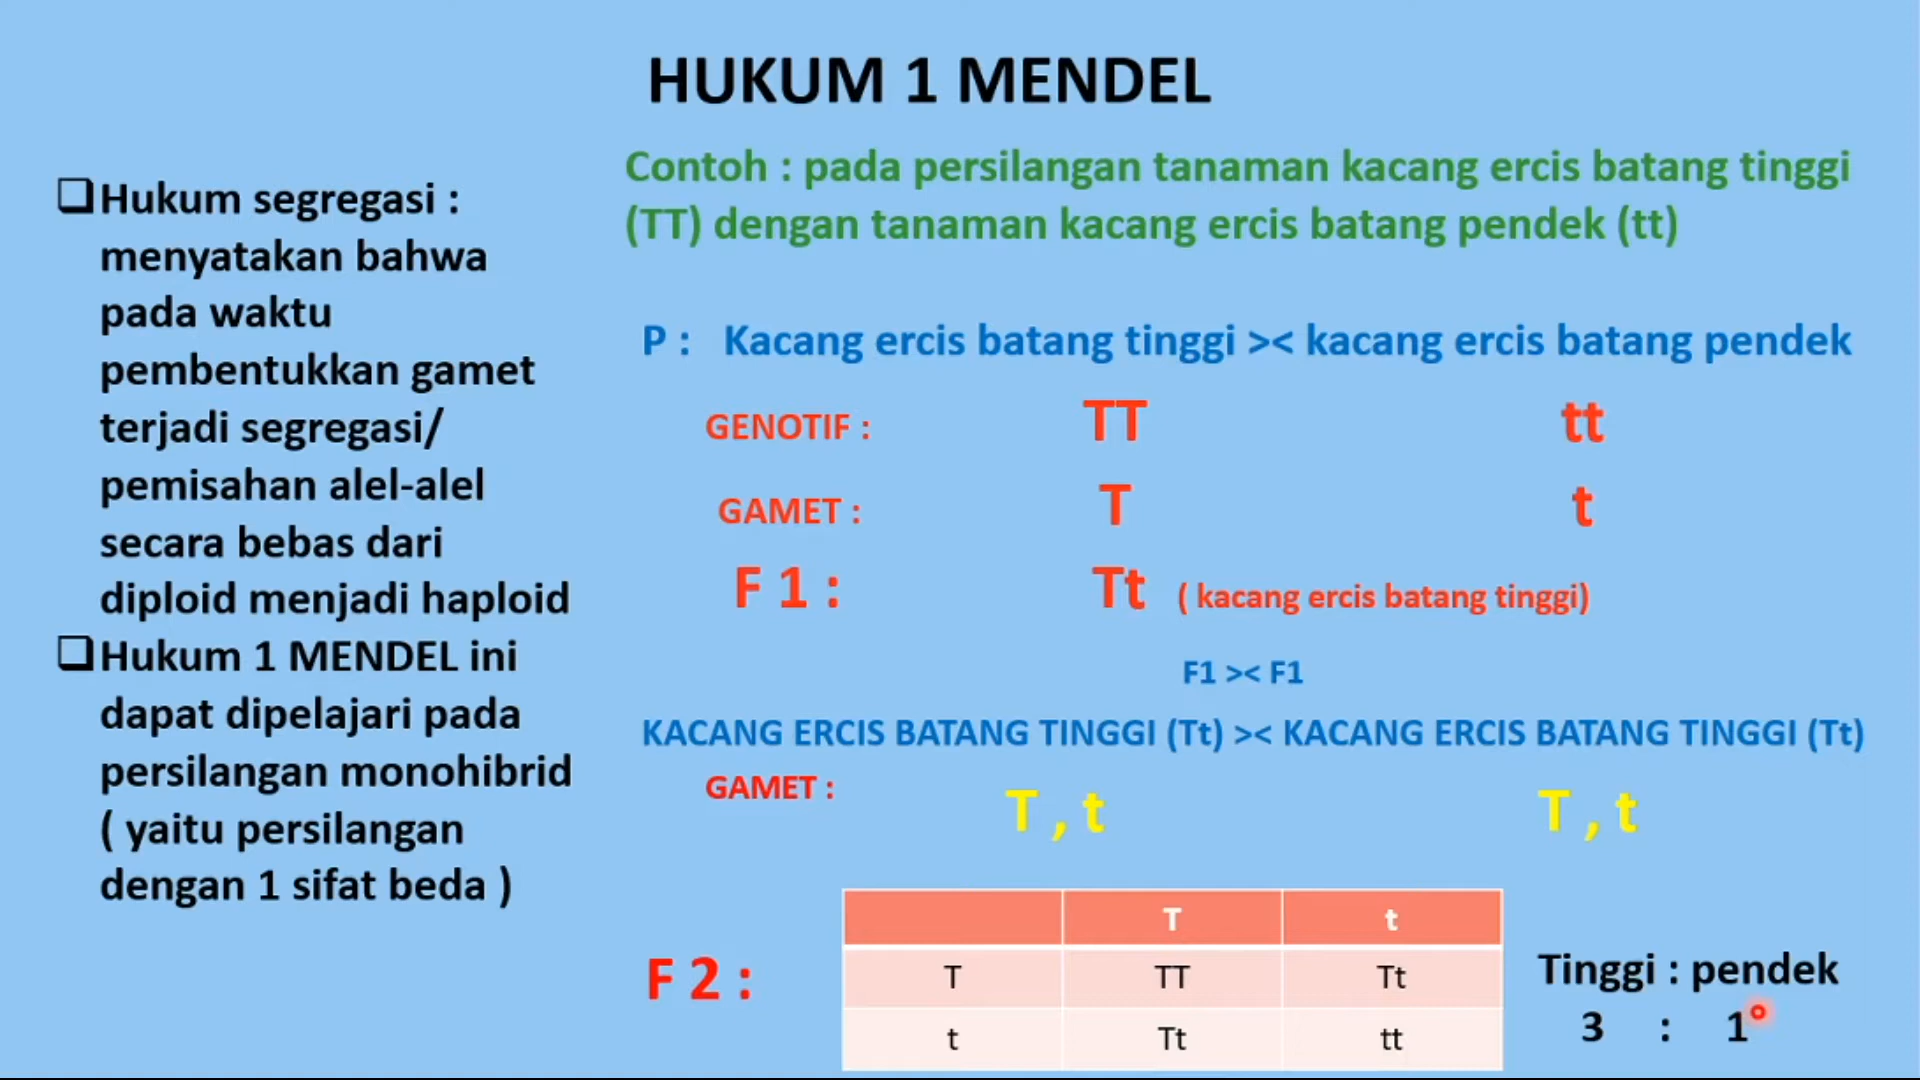 HUKUM 1 MENDEL
Hukum segregasi :
menyatakan bahwa
pada waktu
pembentukkan gamet
terjadi segregasi/
pemisahan alel-alel
secara bebas dari
diploid menjadi haploid
Hukum 1 MENDEL ini
dapat dipelajari pada
persilangan monohibrid
( yaitu persilangan
dengan 1 sifat beda )
Contoh : pada persilangan tanaman kacang ercis batang tinggi
(TT) dengan tanaman kacang ercis batang pendek (tt)
P : Kacang ercis batang tinggi >< kacang ercis batang pendek
GENOTIF : TT tt
GAMET : T t
F 1 : Tt ( kacang ercis batang tinggi)
F1 >< F1
KACANG ERCIS BATANG TINGGI (Tt) >< KACANG ERCIS BATANG TINGGI (Tt)
GAMET : T , t T , t
F 2 :
T t
T TT Tt
t Tt tt
Tinggi : pendek
3 : 1